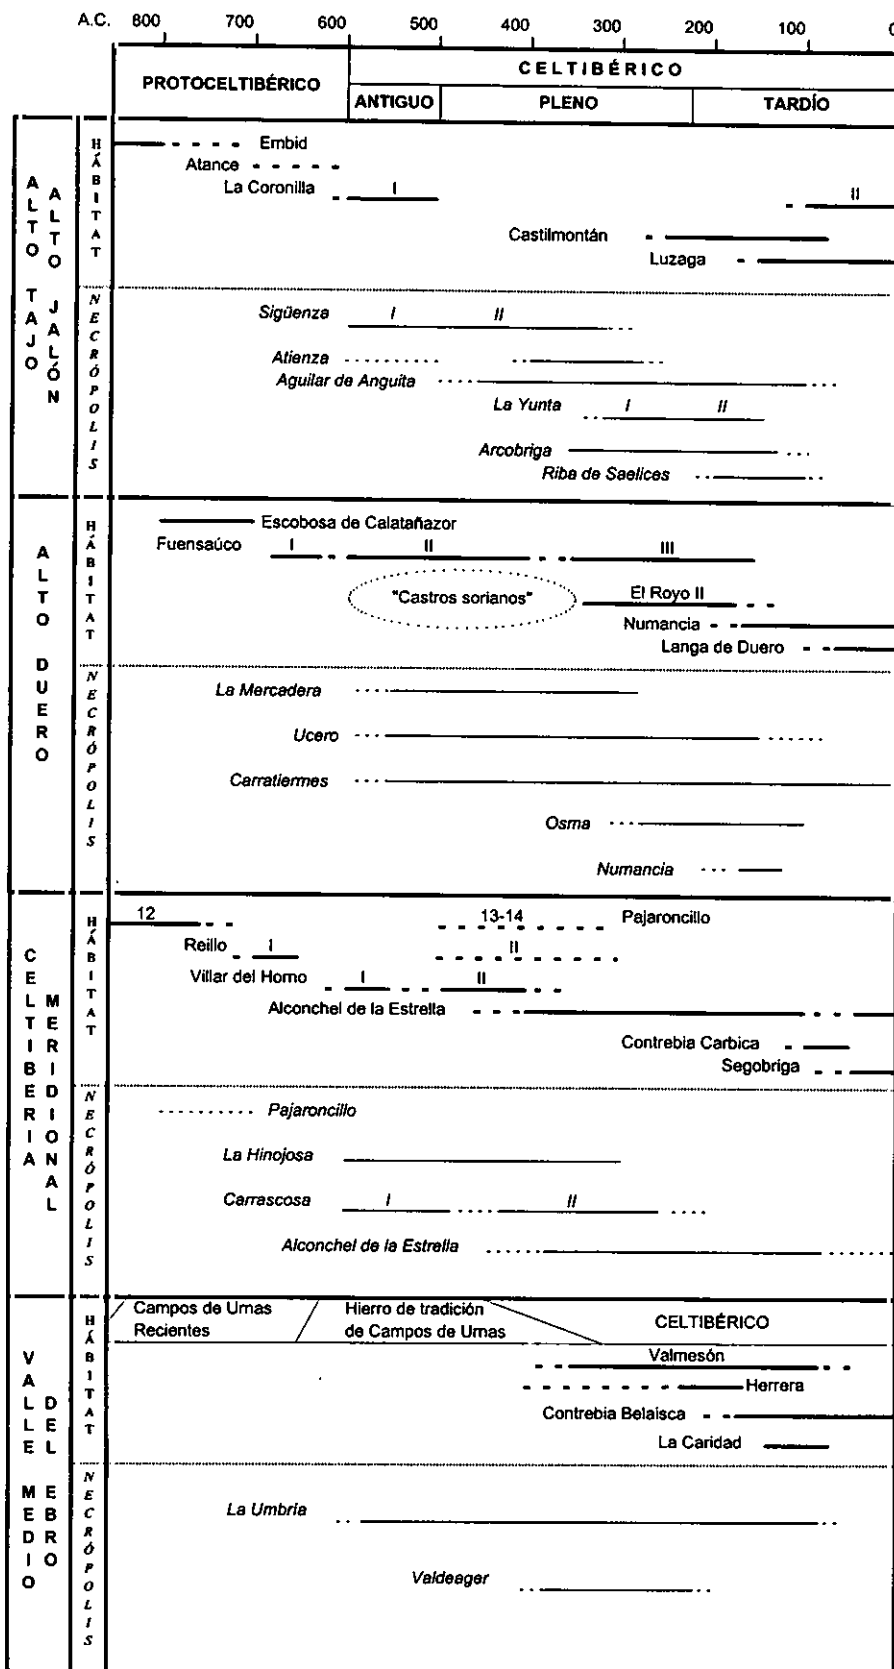 A.C. 800 700 600 500 400 300 200 100 0
PROTOCELTIBÉRICO
CELTIBÉRICO
ANTIGUO PLENO TARDÍO
ALTO TAJO
ALTO JALÓN
HÁBITAT
Embid
Atance
La Coronilla I II
Castilmontán
Luzaga
NECRÓPOLIS
Sigüenza I II
Atienza
Aguilar de Anguita
La Yunta I II
Arcobriga
Riba de Saelices
ALTO DUERO
HÁBITAT
Escobosa de Calatañazor
Fuensaúco I II III
"Castros sorianos" El Royo II
Numancia
Langa de Duero
NECRÓPOLIS
La Mercadera
Ucero
Carratiermes
Osma
Numancia
CELTIBERIA
MERIDIONAL
HÁBITAT
12 13-14 Pajaroncillo
Reillo I II
Villar del Horno I II
Alconchel de la Estrella
Contrebia Carbica
Segobriga
NECRÓPOLIS
Pajaroncillo
La Hinojosa
Carrascosa I II
Alconchel de la Estrella
VALLE MEDIO
DEL EBRO
HÁBITAT
Campos de Urnas
Recientes
Hierro de tradición
de Campos de Urnas
CELTIBÉRICO
Valmesón
Herrera
Contrebia Belaisca
La Caridad
NECRÓPOLIS
La Umbría
Valdeager